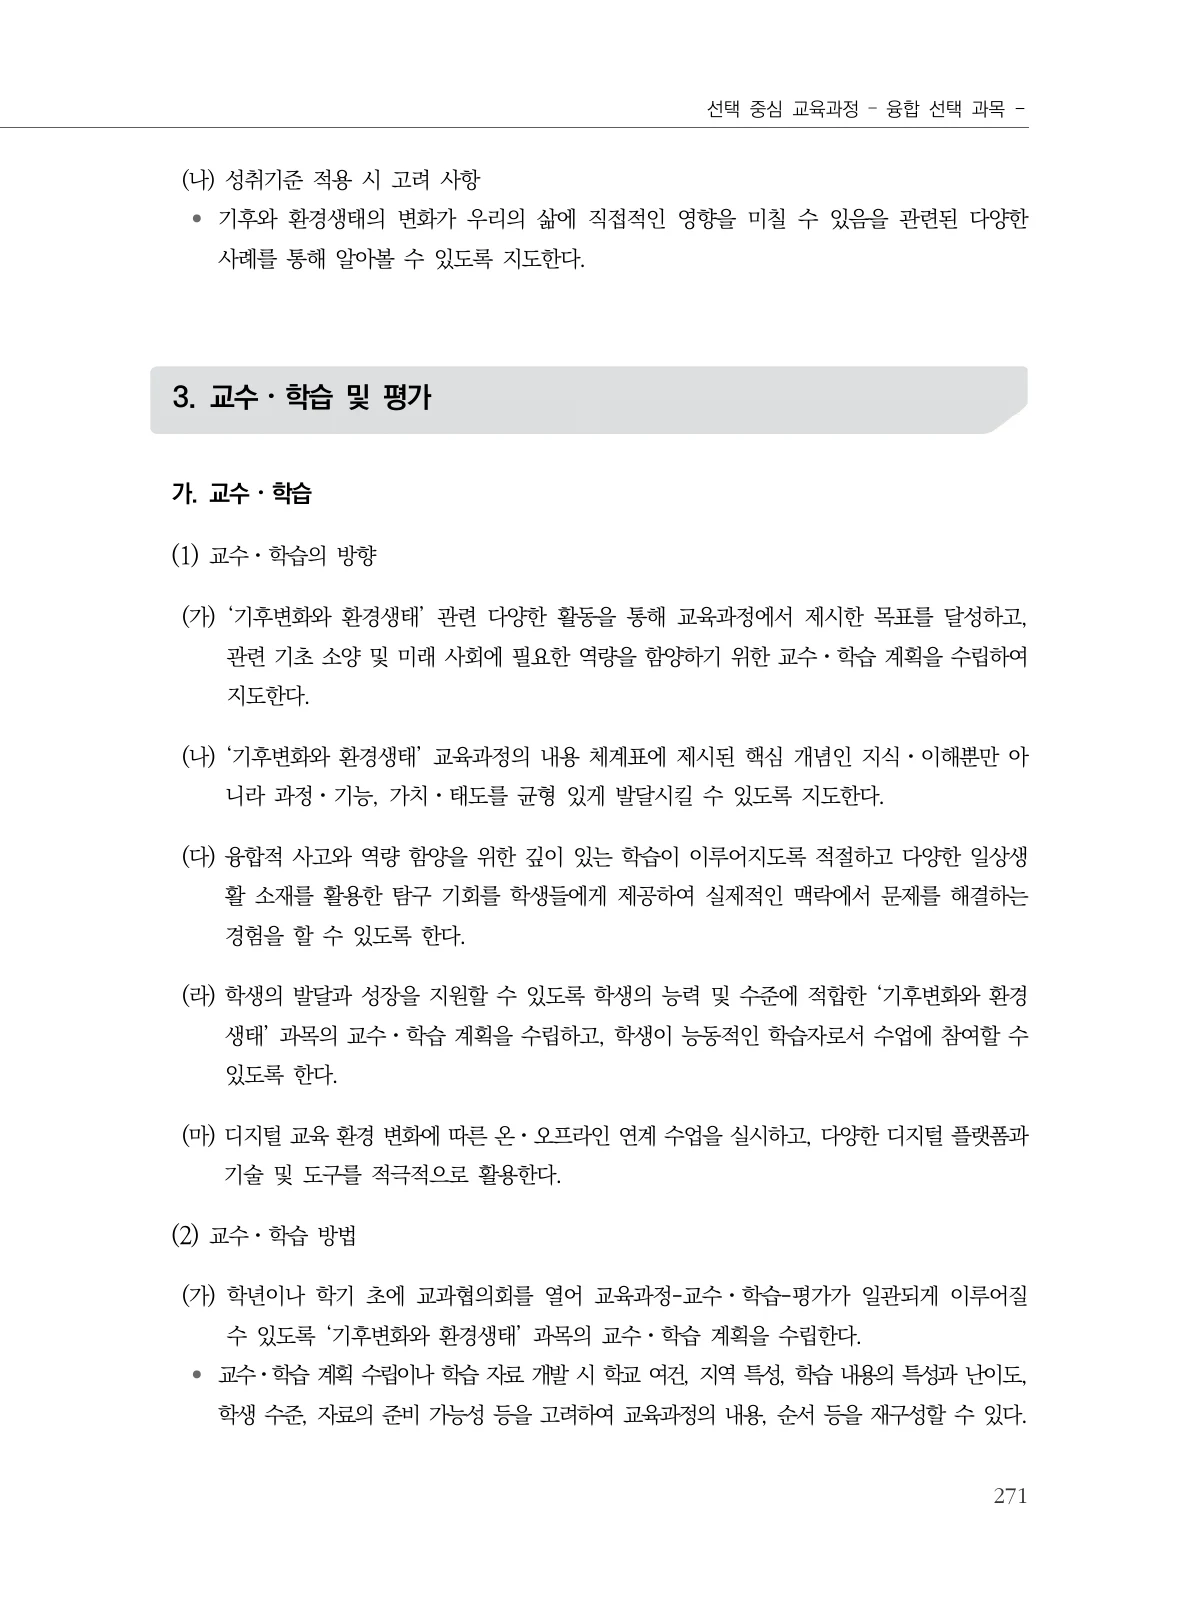 선택 중심 교육과정 - 융합 선택 과목 -
(나) 성취기준 적용 시 고려 사항
• 기후와 환경생태의 변화가 우리의 삶에 직접적인 영향을 미칠 수 있음을 관련된 다양한
사례를 통해 알아볼 수 있도록 지도한다.
3. 교수·학습 및 평가
가. 교수·학습
(1) 교수·학습의 방향
(가) ‘기후변화와 환경생태’ 관련 다양한 활동을 통해 교육과정에서 제시한 목표를 달성하고,
관련 기초 소양 및 미래 사회에 필요한 역량을 함양하기 위한 교수·학습 계획을 수립하여
지도한다.
(나) ‘기후변화와 환경생태’ 교육과정의 내용 체계표에 제시된 핵심 개념인 지식·이해뿐만 아
니라 과정·기능, 가치·태도를 균형 있게 발달시킬 수 있도록 지도한다.
(다) 융합적 사고와 역량 함양을 위한 깊이 있는 학습이 이루어지도록 적절하고 다양한 일상생
활 소재를 활용한 탐구 기회를 학생들에게 제공하여 실제적인 맥락에서 문제를 해결하는
경험을 할 수 있도록 한다.
(라) 학생의 발달과 성장을 지원할 수 있도록 학생의 능력 및 수준에 적합한 ‘기후변화와 환경
생태’ 과목의 교수·학습 계획을 수립하고, 학생이 능동적인 학습자로서 수업에 참여할 수
있도록 한다.
(마) 디지털 교육 환경 변화에 따른 온·오프라인 연계 수업을 실시하고, 다양한 디지털 플랫폼과
기술 및 도구를 적극적으로 활용한다.
(2) 교수·학습 방법
(가) 학년이나 학기 초에 교과협의회를 열어 교육과정-교수·학습-평가가 일관되게 이루어질
수 있도록 ‘기후변화와 환경생태’ 과목의 교수·학습 계획을 수립한다.
• 교수·학습 계획 수립이나 학습 자료 개발 시 학교 여건, 지역 특성, 학습 내용의 특성과 난이도,
학생 수준, 자료의 준비 가능성 등을 고려하여 교육과정의 내용, 순서 등을 재구성할 수 있다.
271